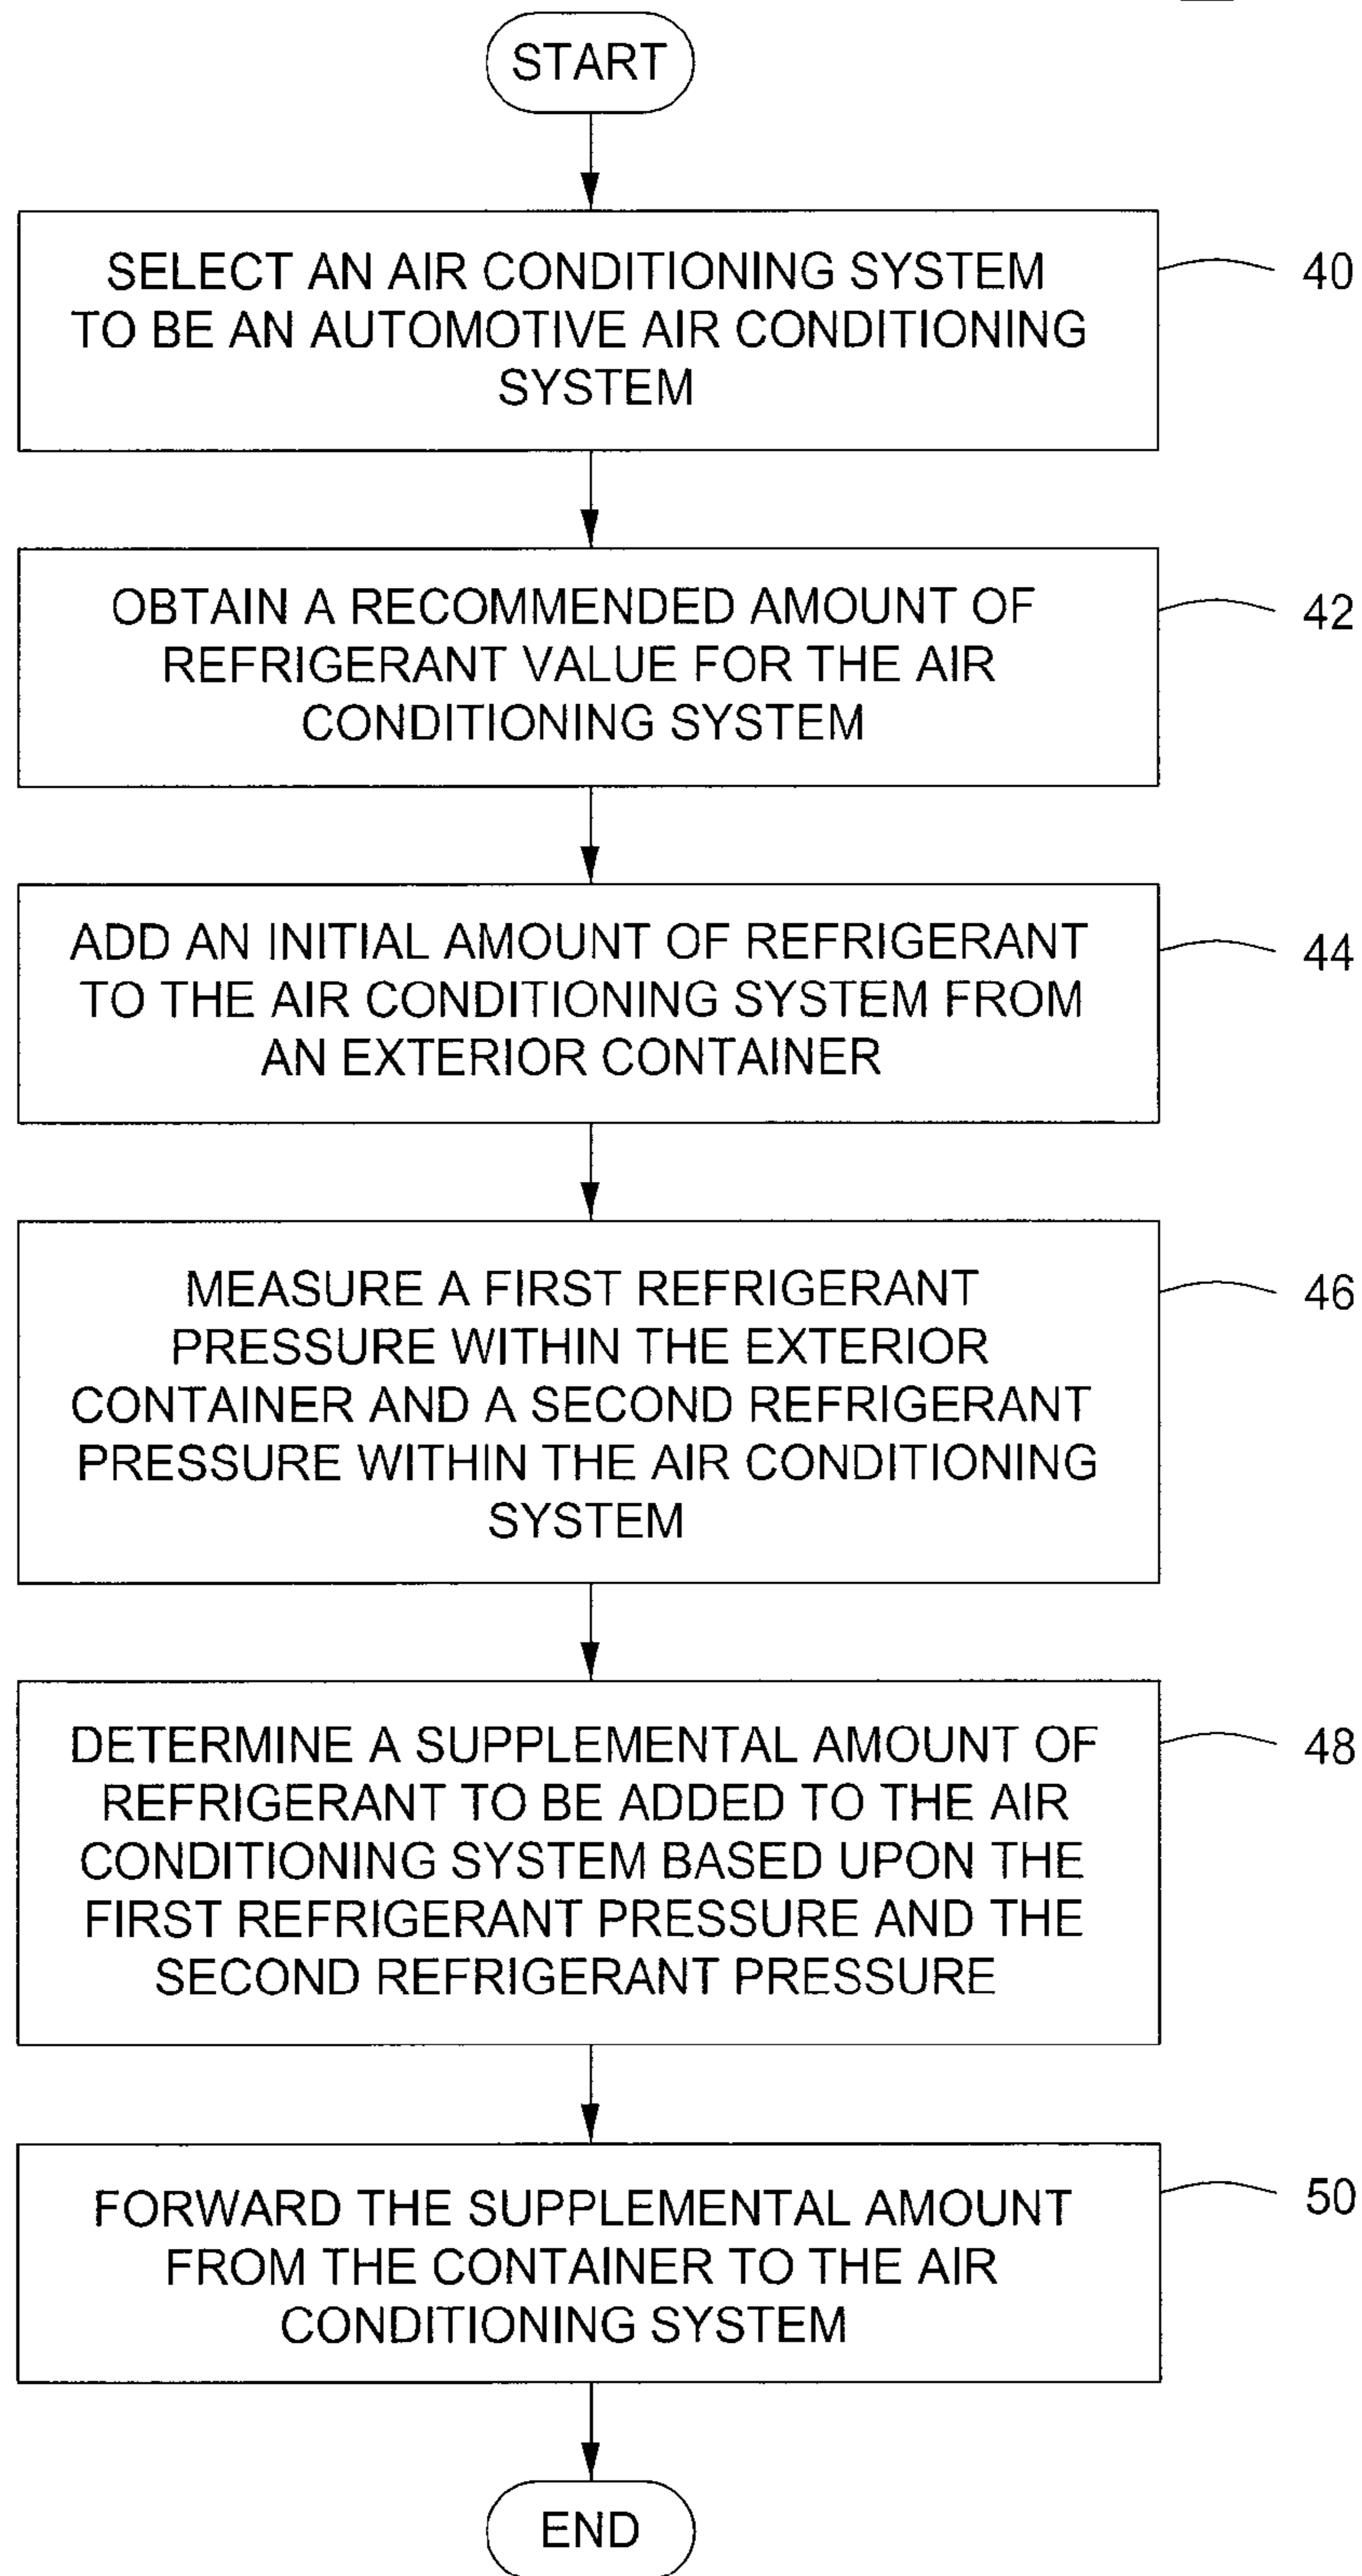 START
SELECT AN AIR CONDITIONING SYSTEM
TO BE AN AUTOMOTIVE AIR CONDITIONING
SYSTEM
40
OBTAIN A RECOMMENDED AMOUNT OF
REFRIGERANT VALUE FOR THE AIR
CONDITIONING SYSTEM
42
ADD AN INITIAL AMOUNT OF REFRIGERANT
TO THE AIR CONDITIONING SYSTEM FROM
AN EXTERIOR CONTAINER
44
MEASURE A FIRST REFRIGERANT
PRESSURE WITHIN THE EXTERIOR
CONTAINER AND A SECOND REFRIGERANT
PRESSURE WITHIN THE AIR CONDITIONING
SYSTEM
46
DETERMINE A SUPPLEMENTAL AMOUNT OF
REFRIGERANT TO BE ADDED TO THE AIR
CONDITIONING SYSTEM BASED UPON THE
FIRST REFRIGERANT PRESSURE AND THE
SECOND REFRIGERANT PRESSURE
48
FORWARD THE SUPPLEMENTAL AMOUNT
FROM THE CONTAINER TO THE AIR
CONDITIONING SYSTEM
50
END